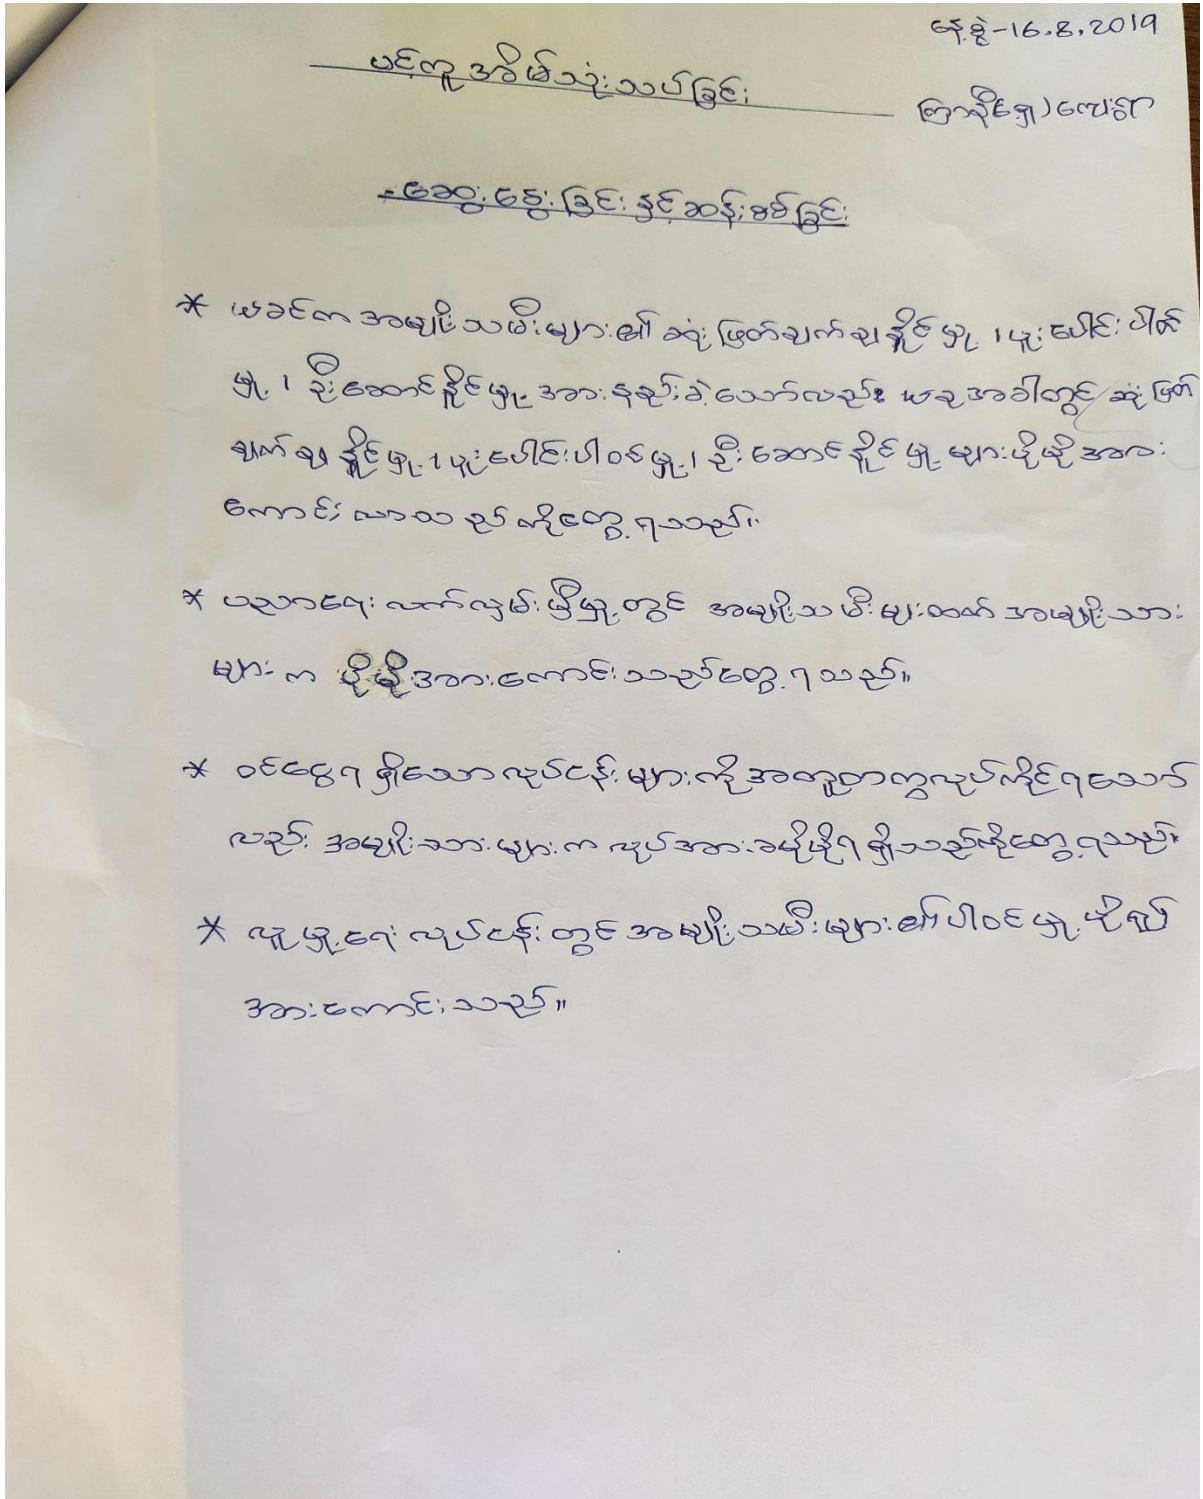 နေ့စွဲ-16.8.2019
ပင့်ကူအိမ်သုံးသပ်ခြင်း
ကြာနီ(ရှေ့)ကျေးရွာ
-ဆွေးနွေးခြင်းနှင့်ဆန်းစစ်ခြင်း
* ယခင်ကအမျိုးသမီးများ၏ ဆုံးဖြတ်ချက်ချနိုင်မှု့ ၊ ပူးပေါင်းပါဝင်
မှု့ ၊ ဦးဆောင်နိုင်မှု့ အားနည်းခဲ့သော်လည်း ယခုအခါတွင် ဆုံးဖြတ်
ချက်ချနိုင်မှု့ ၊ ပူးပေါင်းပါဝင်မှု့ ၊ ဦးဆောင်နိုင်မှု့များပိုမိုအား
ကောင်းလာသည်ကိုတွေ့ရသည်။
* ပညာရေးလက်လှမ်းမှီမှု့တွင် အမျိုးသမီးများထက်အမျိုးသား
များက ပိုမိုအားကောင်းသည်တွေ့ရသည်။
* ဝင်ငွေရရှိသောလုပ်ငန်းများကိုအတူတကွလုပ်ကိုင်ရသော်
လည်း အမျိုးသားများကလုပ်အားခပိုမိုရရှိသည်ကိုတွေ့ရသည်။
* လူမှု့ရေးလုပ်ငန်းတွင်အမျိုးသမီးများ၏ပါဝင်မှု့ပို၍
အားကောင်းသည်။